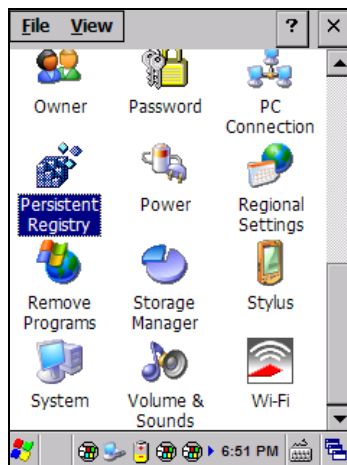 File View ? ×
Owner Password PC
Connection
Persistent Power Regional
Registry Settings
Remove Storage Stylus
Programs Manager
System Volume & Wi-Fi
Sounds
6:51 PM